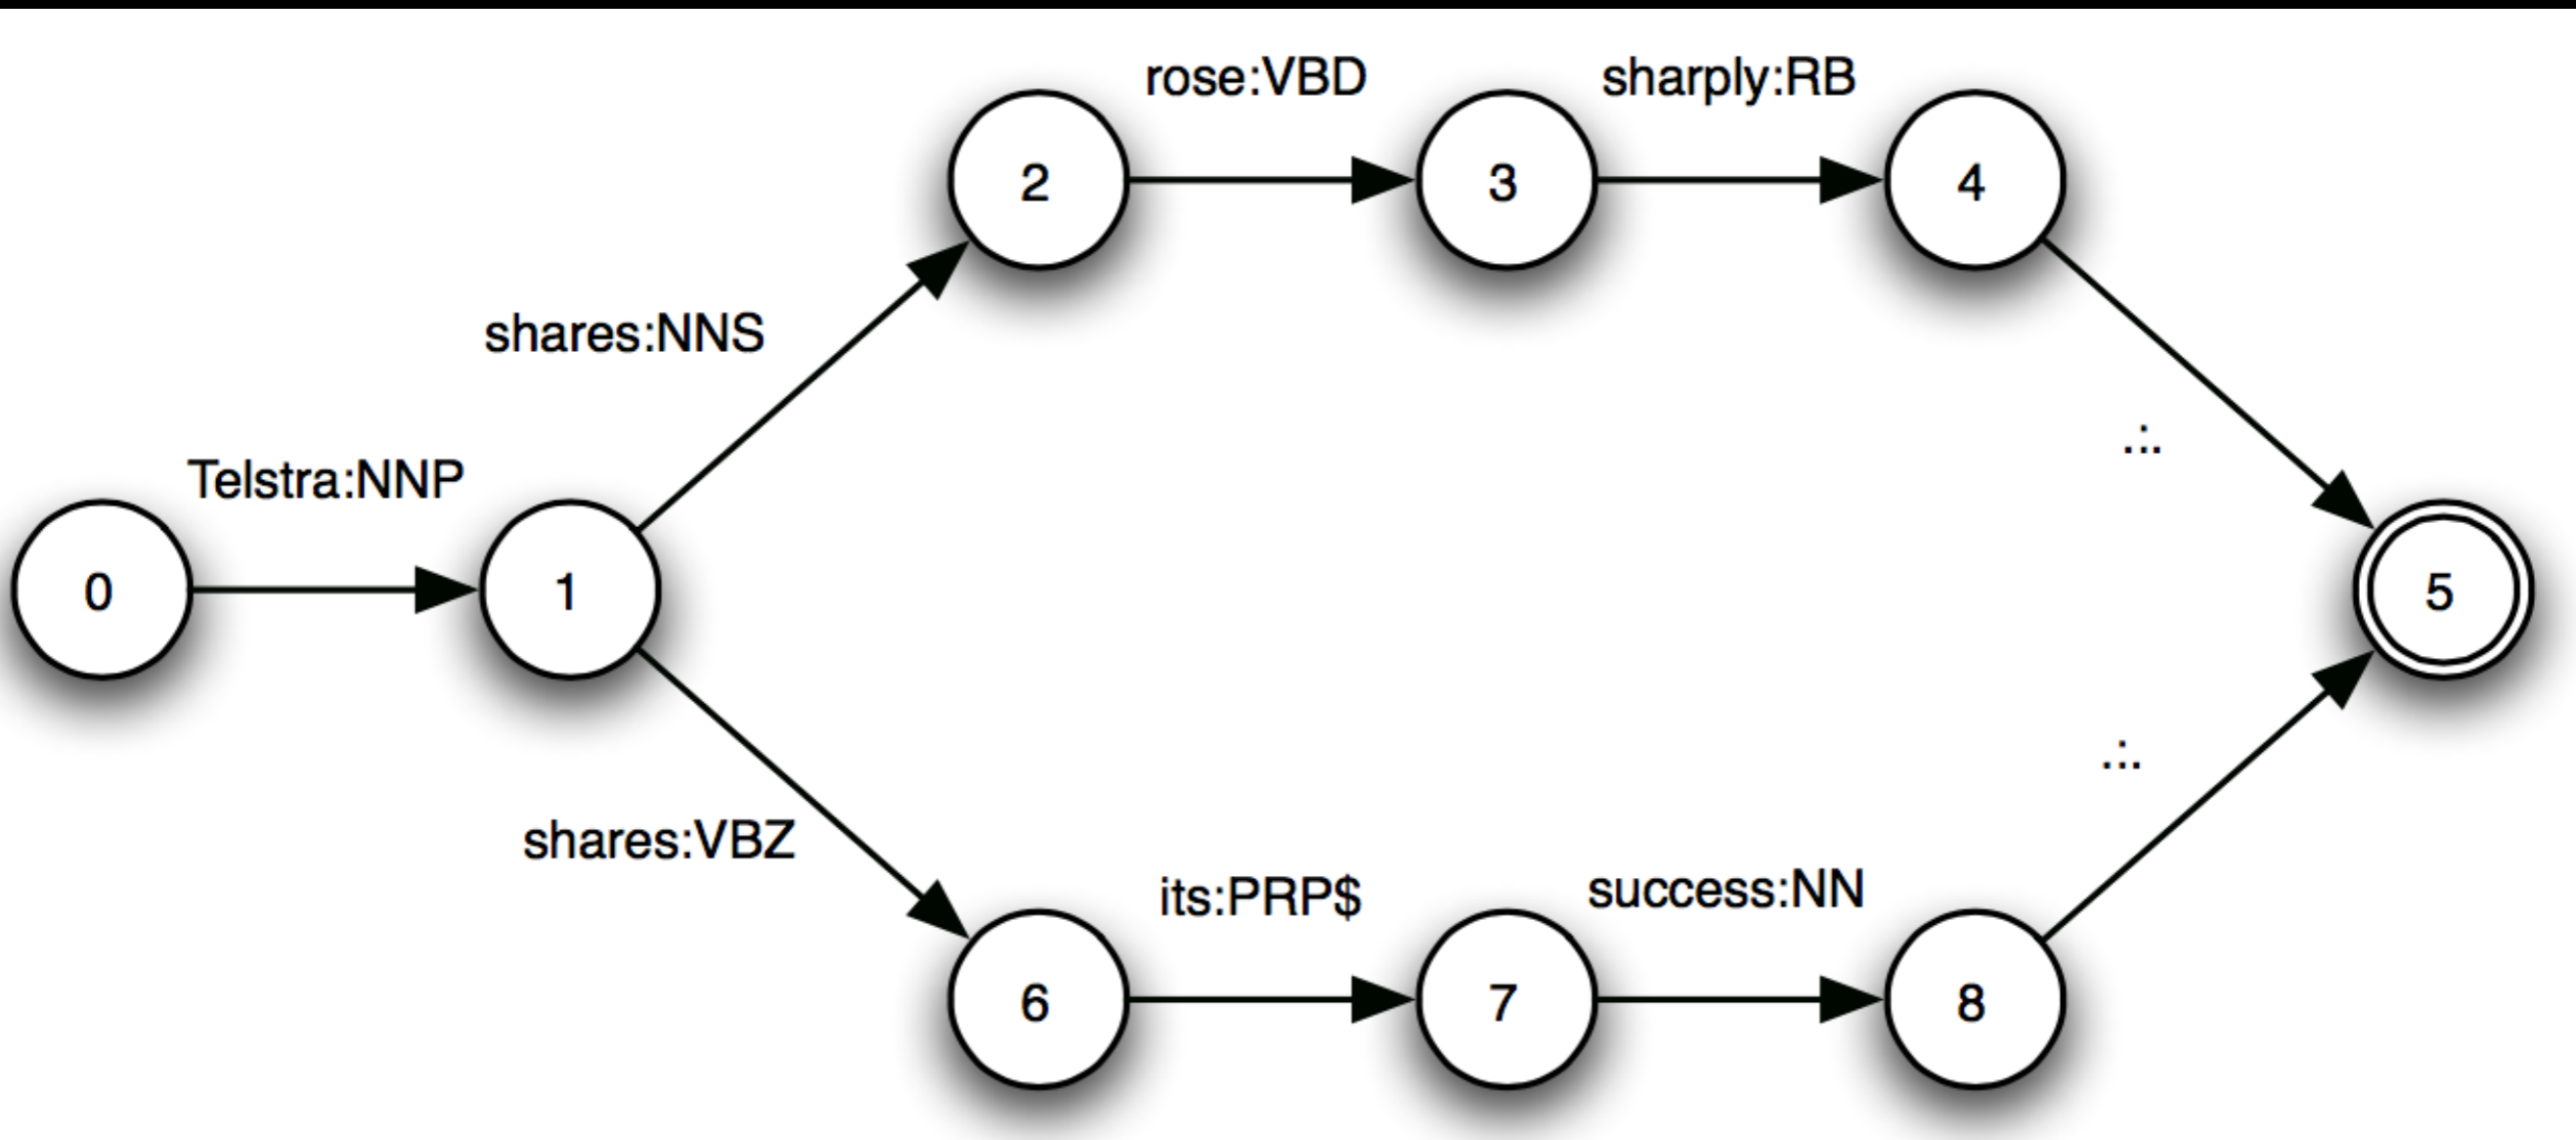 rose:VBD sharply:RB
2 3 4
shares:NNS
.:.
Telstra:NNP
0 1 5
.:.
shares:VBZ
its:PRP$ success:NN
6 7 8